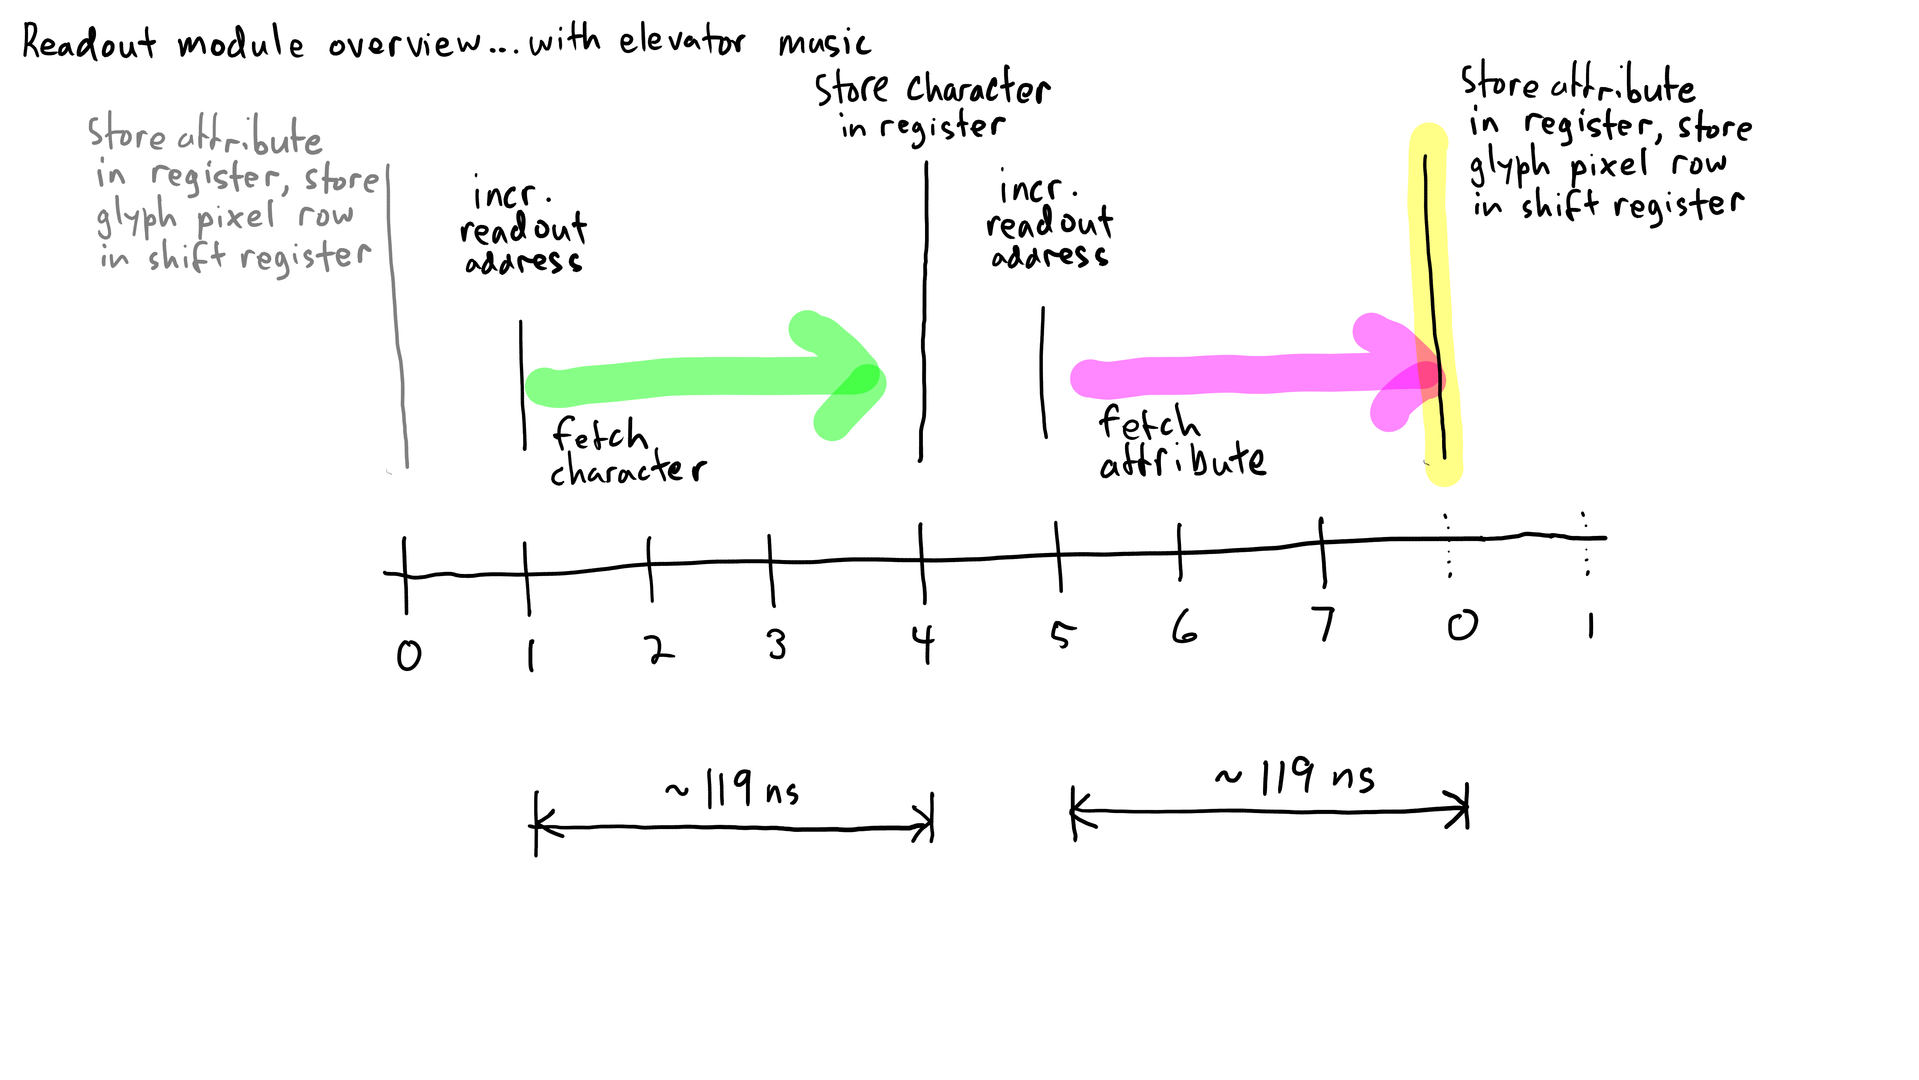 Readout module overview... with elevator music
Store attribute
in register, store
glyph pixel row
in shift register
incr.
readout
address
Store character
in register
incr.
readout
address
Store attribute
in register, store
glyph pixel row
in shift register
fetch
character
fetch
attribute
0 1 2 3 4 5 6 7 0 1
~119 ns
~119 ns